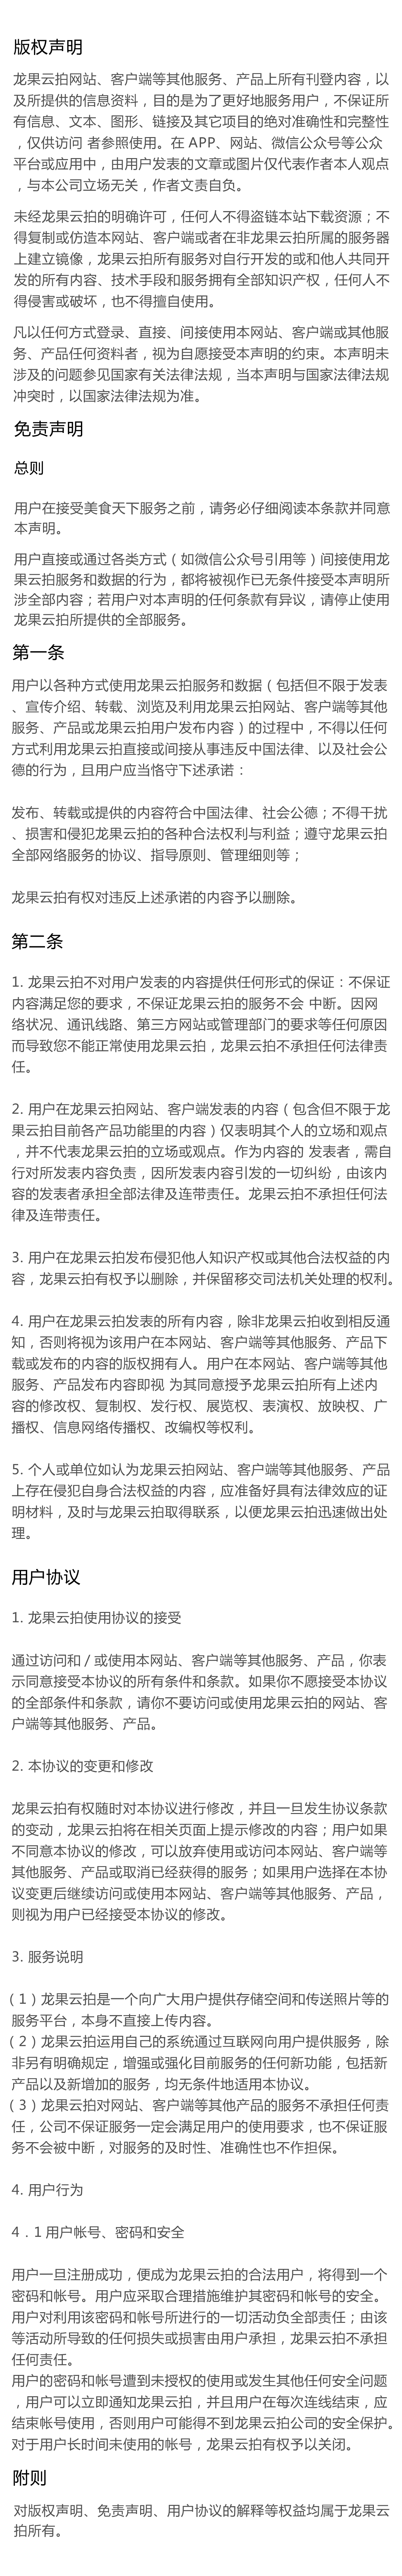 版权声明
龙果云拍网站、客户端等其他服务、产品上所有刊登内容，以
及所提供的信息资料，目的是为了更好地服务用户，不保证所
有信息、文本、图形、链接及其它项目的绝对准确性和完整性
，仅供访问 者参照使用。在 APP、网站、微信公众号等公众
平台或应用中，由用户发表的文章或图片仅代表作者本人观点
，与本公司立场无关，作者文责自负。
未经龙果云拍的明确许可，任何人不得盗链本站下载资源；不
得复制或仿造本网站、客户端或者在非龙果云拍所属的服务器
上建立镜像，龙果云拍所有服务对自行开发的或和他人共同开
发的所有内容、技术手段和服务拥有全部知识产权，任何人不
得侵害或破坏，也不得擅自使用。
凡以任何方式登录、直接、间接使用本网站、客户端或其他服
务、产品任何资料者，视为自愿接受本声明的约束。本声明未
涉及的问题参见国家有关法律法规，当本声明与国家法律法规
冲突时，以国家法律法规为准。
免责声明
总则
用户在接受美食天下服务之前，请务必仔细阅读本条款并同意
本声明。
用户直接或通过各类方式（如微信公众号引用等）间接使用龙
果云拍服务和数据的行为，都将被视作已无条件接受本声明所
涉全部内容；若用户对本声明的任何条款有异议，请停止使用
龙果云拍所提供的全部服务。
第一条
用户以各种方式使用龙果云拍服务和数据（包括但不限于发表
、宣传介绍、转载、浏览及利用龙果云拍网站、客户端等其他
服务、产品或龙果云拍用户发布内容）的过程中，不得以任何
方式利用龙果云拍直接或间接从事违反中国法律、以及社会公
德的行为，且用户应当恪守下述承诺：
发布、转载或提供的内容符合中国法律、社会公德；不得干扰
、损害和侵犯龙果云拍的各种合法权利与利益；遵守龙果云拍
全部网络服务的协议、指导原则、管理细则等；
龙果云拍有权对违反上述承诺的内容予以删除。
第二条
1. 龙果云拍不对用户发表的内容提供任何形式的保证：不保证
内容满足您的要求，不保证龙果云拍的服务不会 中断。因网
络状况、通讯线路、第三方网站或管理部门的要求等任何原因
而导致您不能正常使用龙果云拍，龙果云拍不承担任何法律责
任。
2. 用户在龙果云拍网站、客户端发表的内容（包含但不限于龙
果云拍目前各产品功能里的内容）仅表明其个人的立场和观点
，并不代表龙果云拍的立场或观点。作为内容的 发表者，需自
行对所发表内容负责，因所发表内容引发的一切纠纷，由该内
容的发表者承担全部法律及连带责任。龙果云拍不承担任何法
律及连带责任。
3. 用户在龙果云拍发布侵犯他人知识产权或其他合法权益的内
容，龙果云拍有权予以删除，并保留移交司法机关处理的权利。
4. 用户在龙果云拍发表的所有内容，除非龙果云拍收到相反通
知，否则将视为该用户在本网站、客户端等其他服务、产品下
载或发布的内容的版权拥有人。用户在本网站、客户端等其他
服务、产品发布内容即视 为其同意授予龙果云拍所有上述内
容的修改权、复制权、发行权、展览权、表演权、放映权、广
播权、信息网络传播权、改编权等权利。
5. 个人或单位如认为龙果云拍网站、客户端等其他服务、产品
上存在侵犯自身合法权益的内容，应准备好具有法律效应的证
明材料，及时与龙果云拍取得联系，以便龙果云拍迅速做出处
理。
用户协议
1. 龙果云拍使用协议的接受
通过访问和 / 或使用本网站、客户端等其他服务、产品，你表
示同意接受本协议的所有条件和条款。如果你不愿接受本协议
的全部条件和条款，请你不要访问或使用龙果云拍的网站、客
户端等其他服务、产品。
2. 本协议的变更和修改
龙果云拍有权随时对本协议进行修改，并且一旦发生协议条款
的变动，龙果云拍将在相关页面上提示修改的内容；用户如果
不同意本协议的修改，可以放弃使用或访问本网站、客户端等
其他服务、产品或取消已经获得的服务；如果用户选择在本协
议变更后继续访问或使用本网站、客户端等其他服务、产品，
则视为用户已经接受本协议的修改。
3. 服务说明
（1）龙果云拍是一个向广大用户提供存储空间和传送照片等的
服务平台，本身不直接上传内容。
（2）龙果云拍运用自己的系统通过互联网向用户提供服务，除
非另有明确规定，增强或强化目前服务的任何新功能，包括新
产品以及新增加的服务，均无条件地适用本协议。
（3）龙果云拍对网站、客户端等其他产品的服务不承担任何责
任，公司不保证服务一定会满足用户的使用要求，也不保证服
务不会被中断，对服务的及时性、准确性也不作担保。
4. 用户行为
4．1 用户帐号、密码和安全
用户一旦注册成功，便成为龙果云拍的合法用户，将得到一个
密码和帐号。用户应采取合理措施维护其密码和帐号的安全。
用户对利用该密码和帐号所进行的一切活动负全部责任；由该
等活动所导致的任何损失或损害由用户承担，龙果云拍不承担
任何责任。
用户的密码和帐号遭到未授权的使用或发生其他任何安全问题
，用户可以立即通知龙果云拍，并且用户在每次连线结束，应
结束帐号使用，否则用户可能得不到龙果云拍公司的安全保护。
对于用户长时间未使用的帐号，龙果云拍有权予以关闭。
附则
对版权声明、免责声明、用户协议的解释等权益均属于龙果云
拍所有。